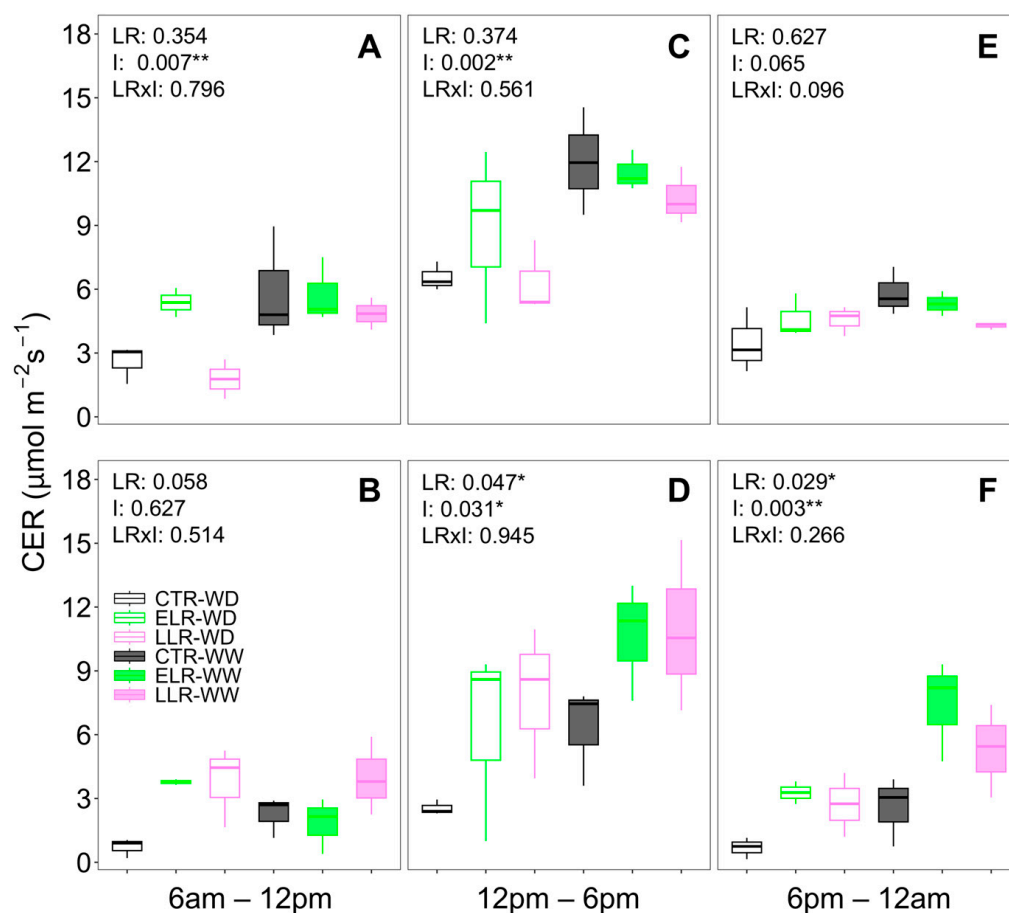 CER (µmol m−2s−1)
18
15
12
9
6
3
0
LR: 0.354
I: 0.007**
LRxI: 0.796
A
LR: 0.374
I: 0.002**
LRxI: 0.561
C
LR: 0.627
I: 0.065
LRxI: 0.096
E
18
15
12
9
6
3
0
LR: 0.058
I: 0.627
LRxI: 0.514
B
CTR-WD
ELR-WD
LLR-WD
CTR-WW
ELR-WW
LLR-WW
LR: 0.047*
I: 0.031*
LRxI: 0.945
D
LR: 0.029*
I: 0.003**
LRxI: 0.266
F
6am – 12pm
12pm – 6pm
6pm – 12am